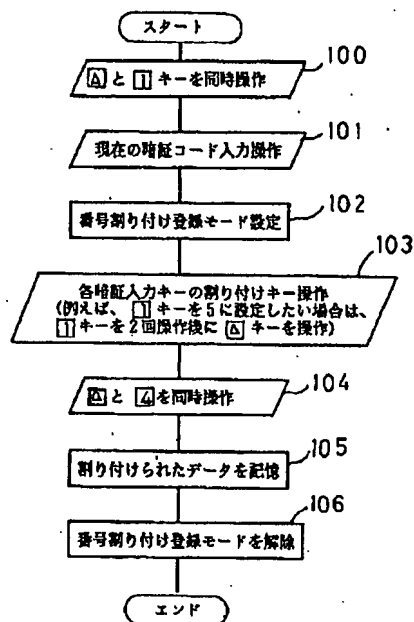 スタート
100
Δ と 1 キーを同時操作
101
現在の暗証コード入力操作
102
番号割り付け登録モード設定
103
各暗証入力キーの割り付けキー操作
(例えば、 1 キーを5に設定したい場合は、
1 キーを2回操作後に Δ キーを操作)
104
Δ と 4 を同時操作
105
割り付けられたデータを記憶
106
番号割り付け登録モードを解除
エンド